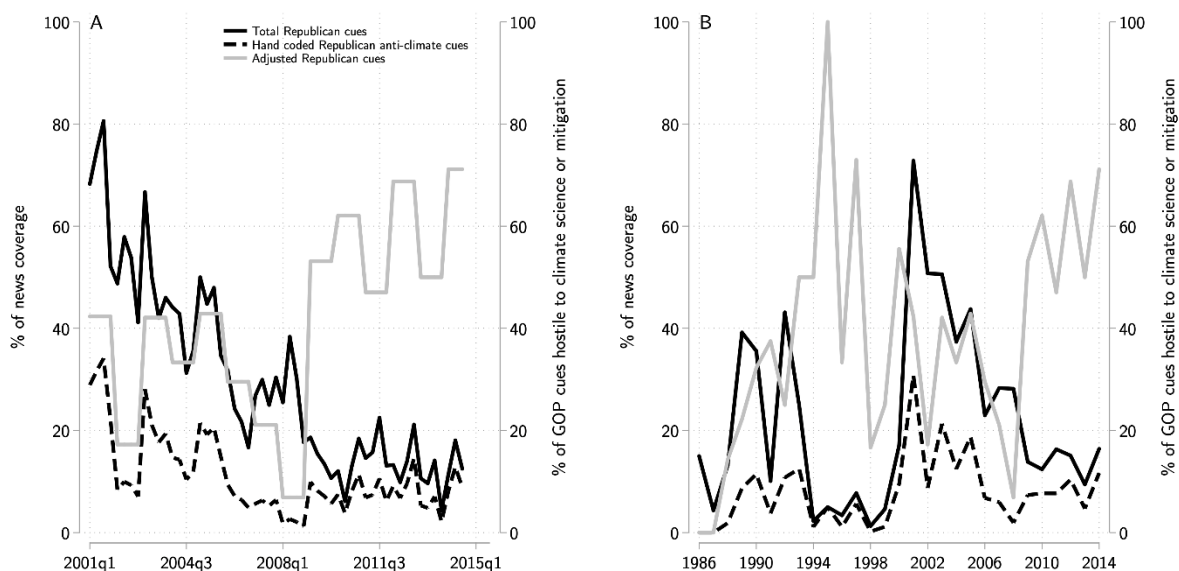 A
Total Republican cues
Hand coded Republican anti-climate cues
Adjusted Republican cues
% of news coverage
100
80
60
40
20
0
100
80
60
40
20
0
% of GOP cues hostile to climate science or mitigation
2001q1 2004q3 2008q1 2011q3 2015q1
B
% of news coverage
100
80
60
40
20
0
100
80
60
40
20
0
% of GOP cues hostile to climate science or mitigation
1986 1990 1994 1998 2002 2006 2010 2014